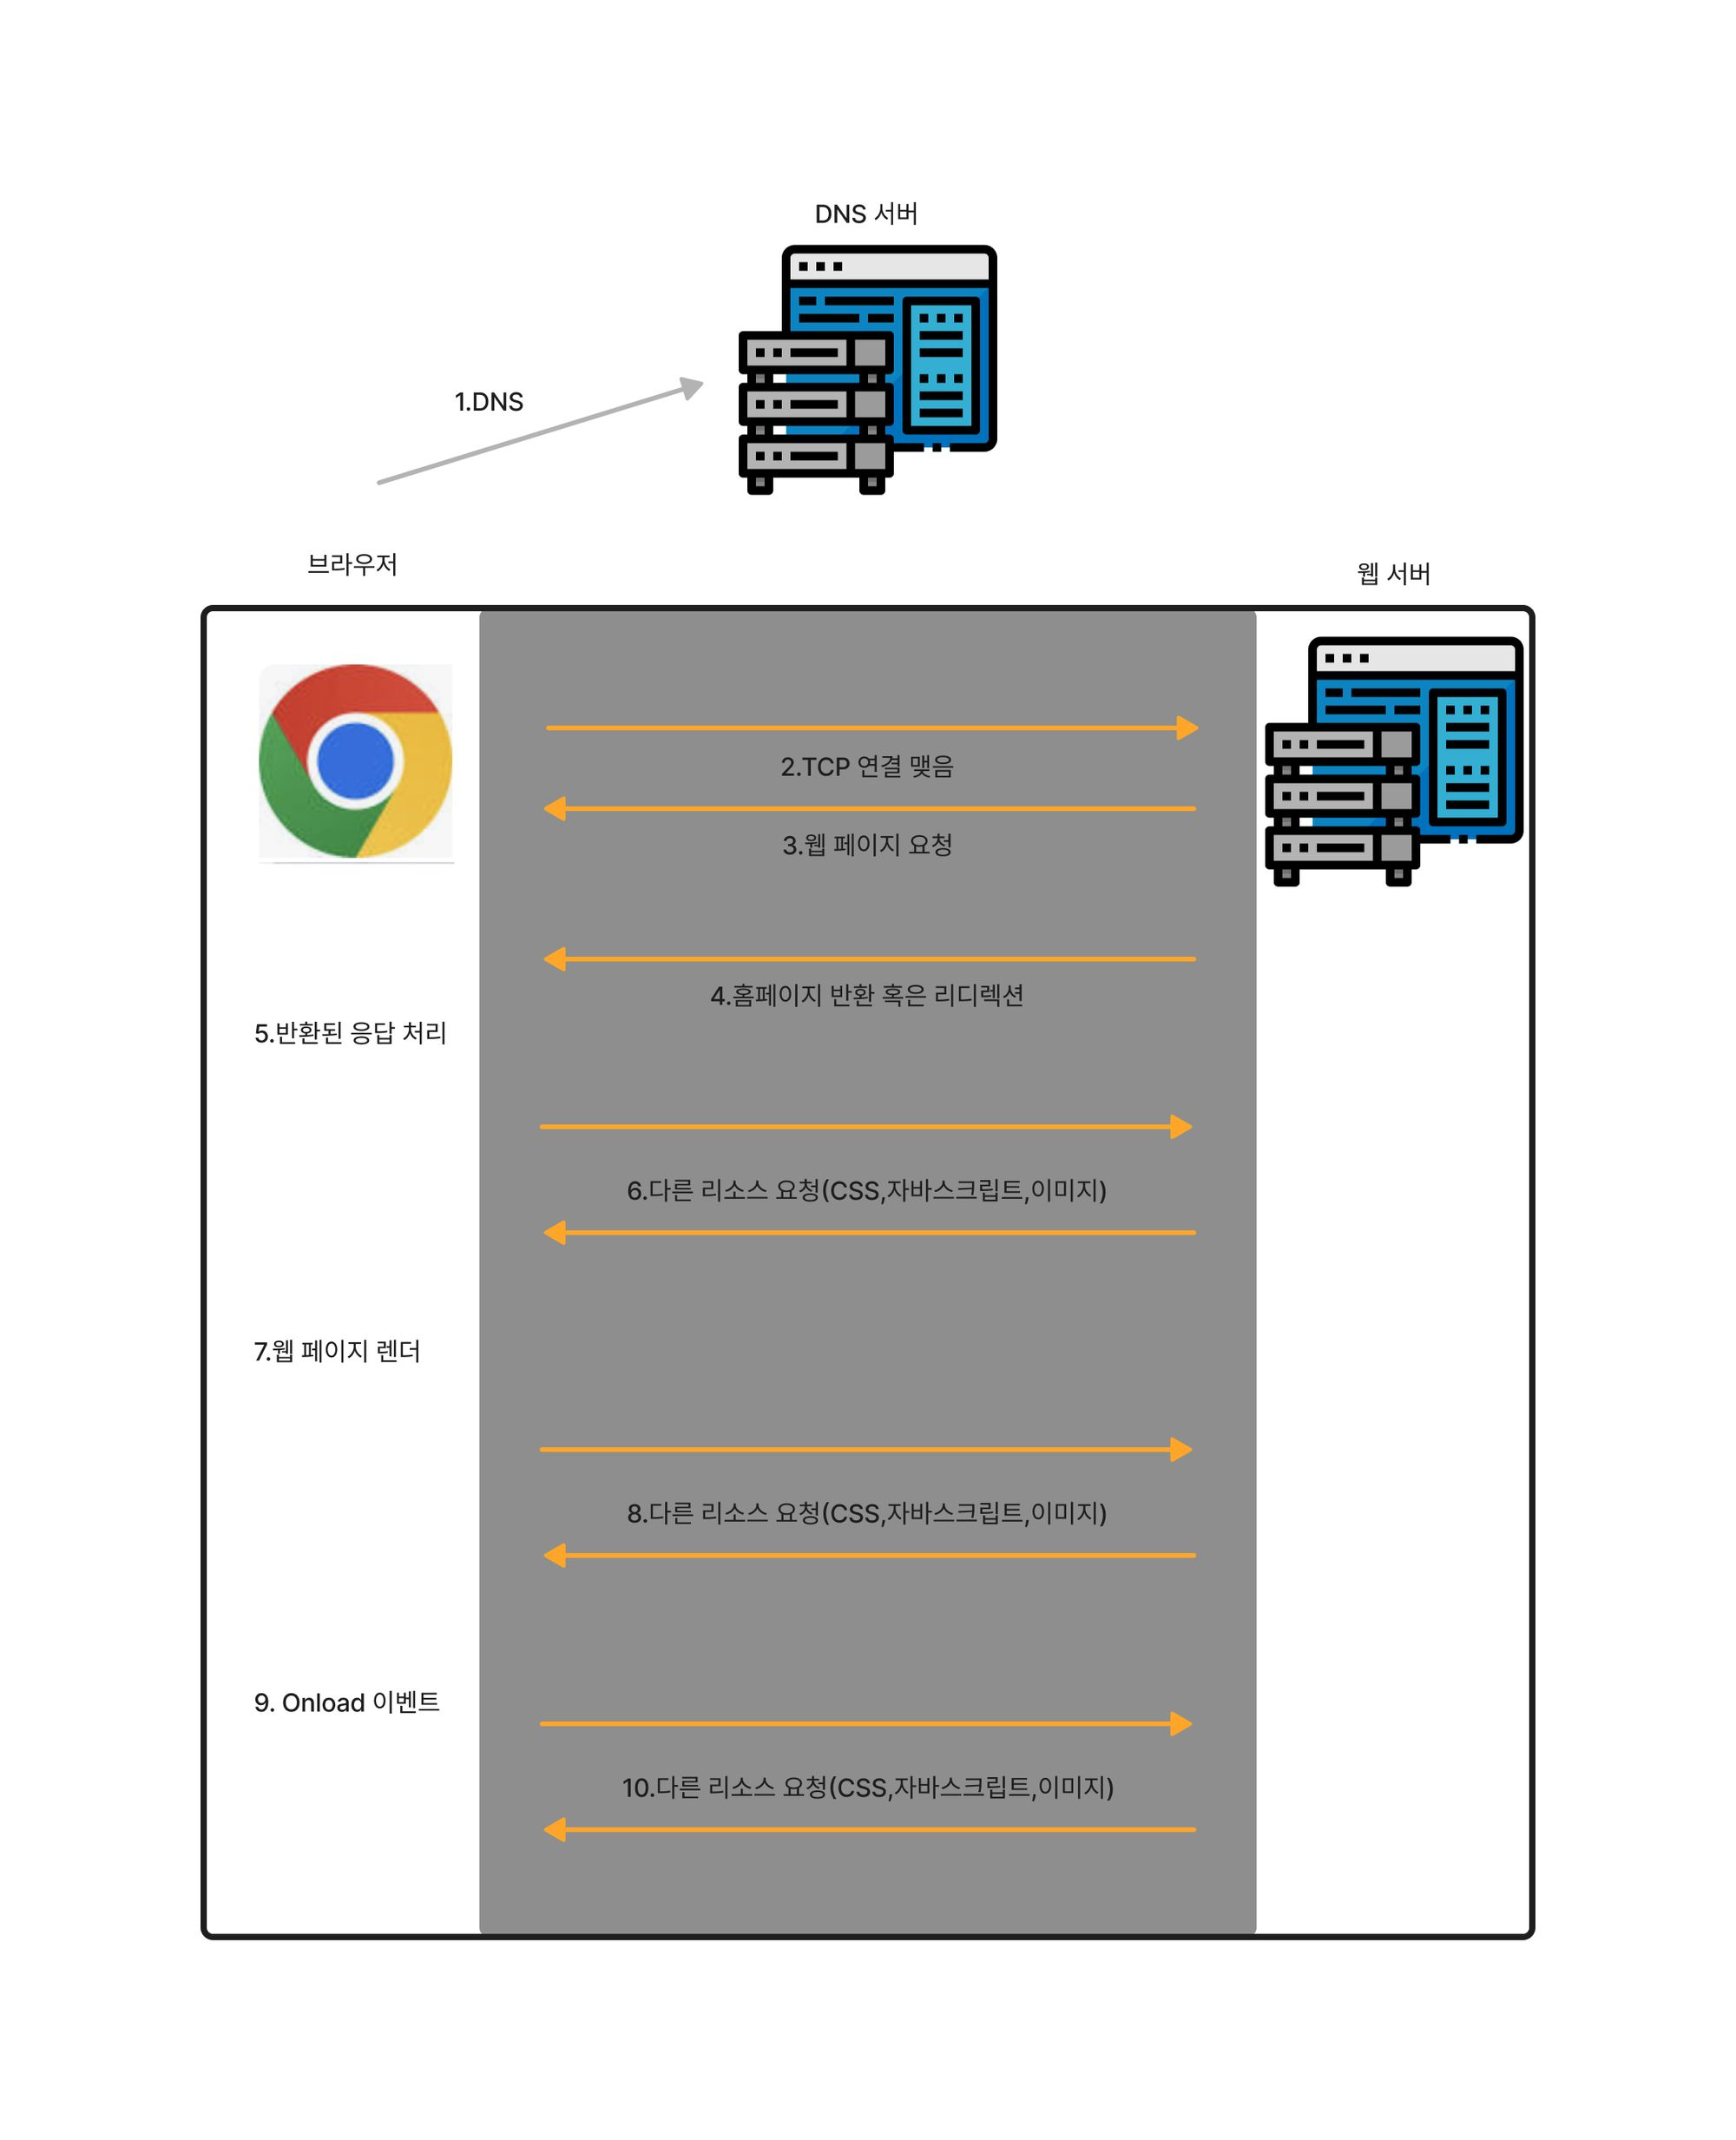 DNS 서버
1.DNS
브라우저
웹 서버
2.TCP 연결 맺음
3.웹 페이지 요청
4.홈페이지 반환 혹은 리디렉션
5.반환된 응답 처리
6.다른 리소스 요청(CSS,자바스크립트,이미지)
7.웹 페이지 렌더
8.다른 리소스 요청(CSS,자바스크립트,이미지)
9. Onload 이벤트
10.다른 리소스 요청(CSS,자바스크립트,이미지)